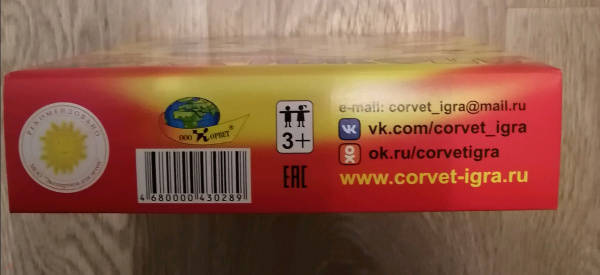 РЕКОМЕНДОВАНО
ООО КОРВЕТ®
3+
4 680000 430289
EAC
e-mail: corvet_igra@mail.ru
vk.com/corvet_igra
ok.ru/corvetigra
www.corvet-igra.ru